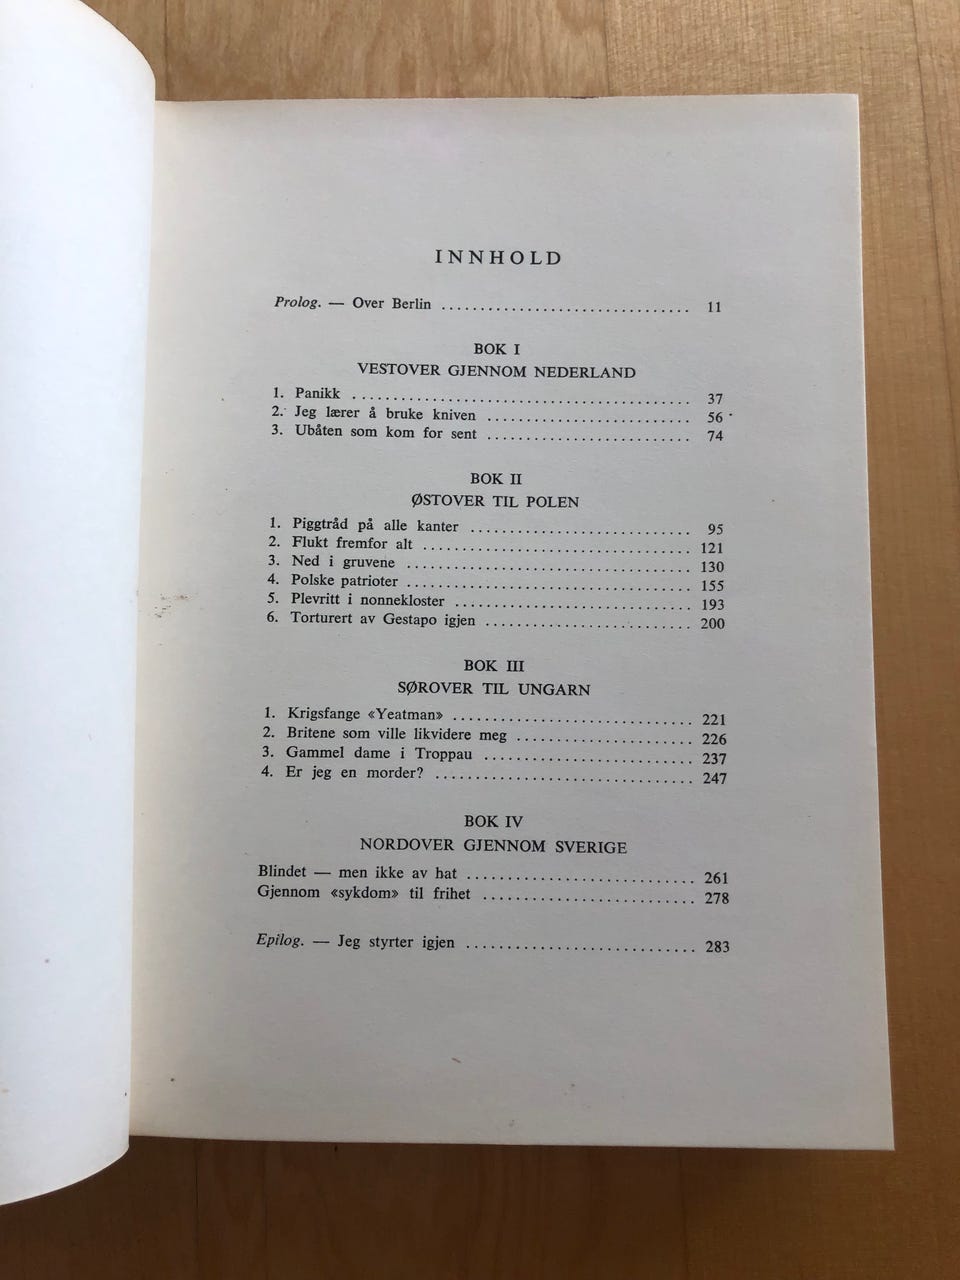 INNHOLD
Prolog. — Over Berlin ................................ 11
BOK I
VESTOVER GJENNOM NEDERLAND
1. Panikk ............................................ 37
2. Jeg lærer å bruke kniven .......................... 56
3. Ubåten som kom for sent .......................... 74
BOK II
ØSTOVER TIL POLEN
1. Piggtråd på alle kanter ............................ 95
2. Flukt fremfor alt ................................... 121
3. Ned i gruvene ..................................... 130
4. Polske patrioter ..................................... 155
5. Plevritt i nonnekloster ............................... 193
6. Torturert av Gestapo igjen .......................... 200
BOK III
SØROVER TIL UNGARN
1. Krigsfange «Yeatman» ............................... 221
2. Britene som ville likvidere meg ....................... 226
3. Gammel dame i Troppau ........................... 237
4. Er jeg en morder? .................................. 247
BOK IV
NORDOVER GJENNOM SVERIGE
Blindet — men ikke av hat ............................. 261
Gjennom «sykdom» til frihet ........................... 278
Epilog. — Jeg styrter igjen .............................. 283